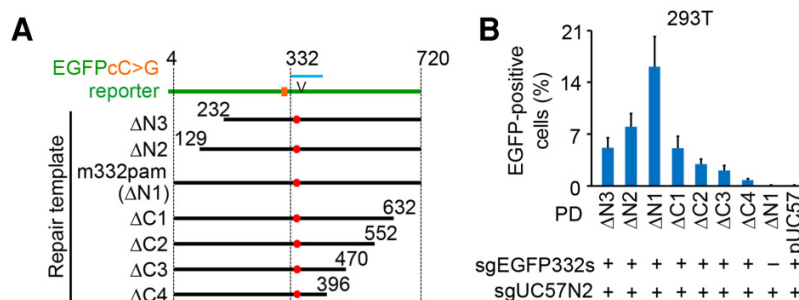 A
4 332 720
EGFPcC>G
reporter
V
Repair template
232
ΔN3
129
ΔN2
m332pam
(ΔN1)
ΔC1 632
ΔC2 552
ΔC3 470
ΔC4 396
B
293T
EGFP-positive
cells (%)
21
14
7
0
PD ΔN3 ΔN2 ΔN1 ΔC1 ΔC2 ΔC3 ΔC4 ΔN1 pUC57
sgEGFP332s + + + + + + + − +
sgUC57N2 + + + + + + + + +